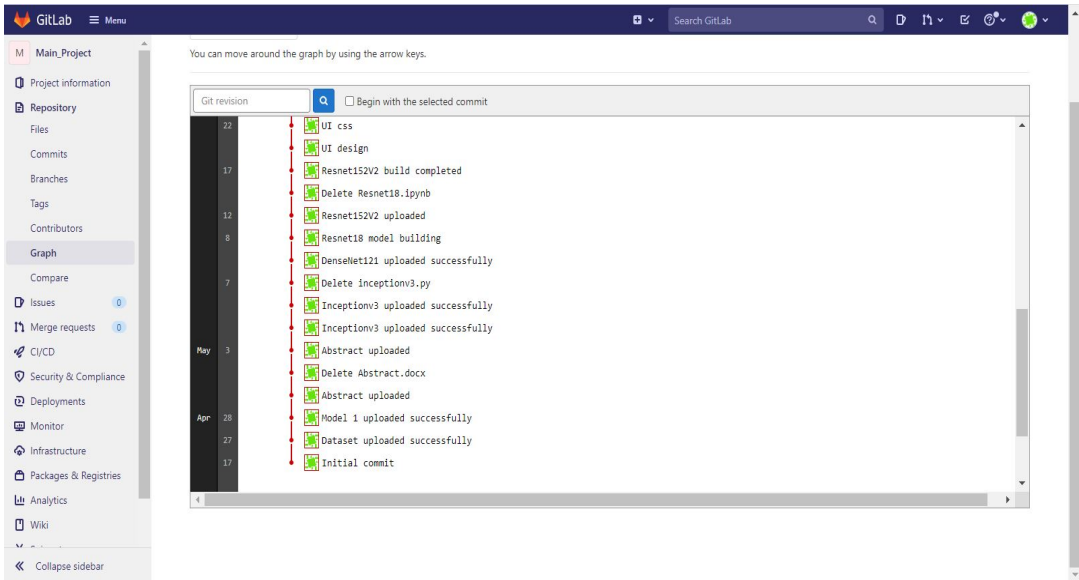 GitLab Menu Search GitLab
M Main_Project
Project information
Repository
Files
Commits
Branches
Tags
Contributors
Graph
Compare
Issues 0
Merge requests 0
CI/CD
Security & Compliance
Deployments
Monitor
Infrastructure
Packages & Registries
Analytics
Wiki
Collapse sidebar
You can move around the graph by using the arrow keys.
Git revision Begin with the selected commit
22 UI css
UI design
17 Resnet152V2 build completed
Delete Resnet18.ipynb
12 Resnet152V2 uploaded
8 Resnet18 model building
DenseNet121 uploaded successfully
7 Delete inceptionv3.py
Inceptionv3 uploaded successfully
Inceptionv3 uploaded successfully
May 3 Abstract uploaded
Delete Abstract.docx
Abstract uploaded
Apr 28 Model 1 uploaded successfully
27 Dataset uploaded successfully
17 Initial commit